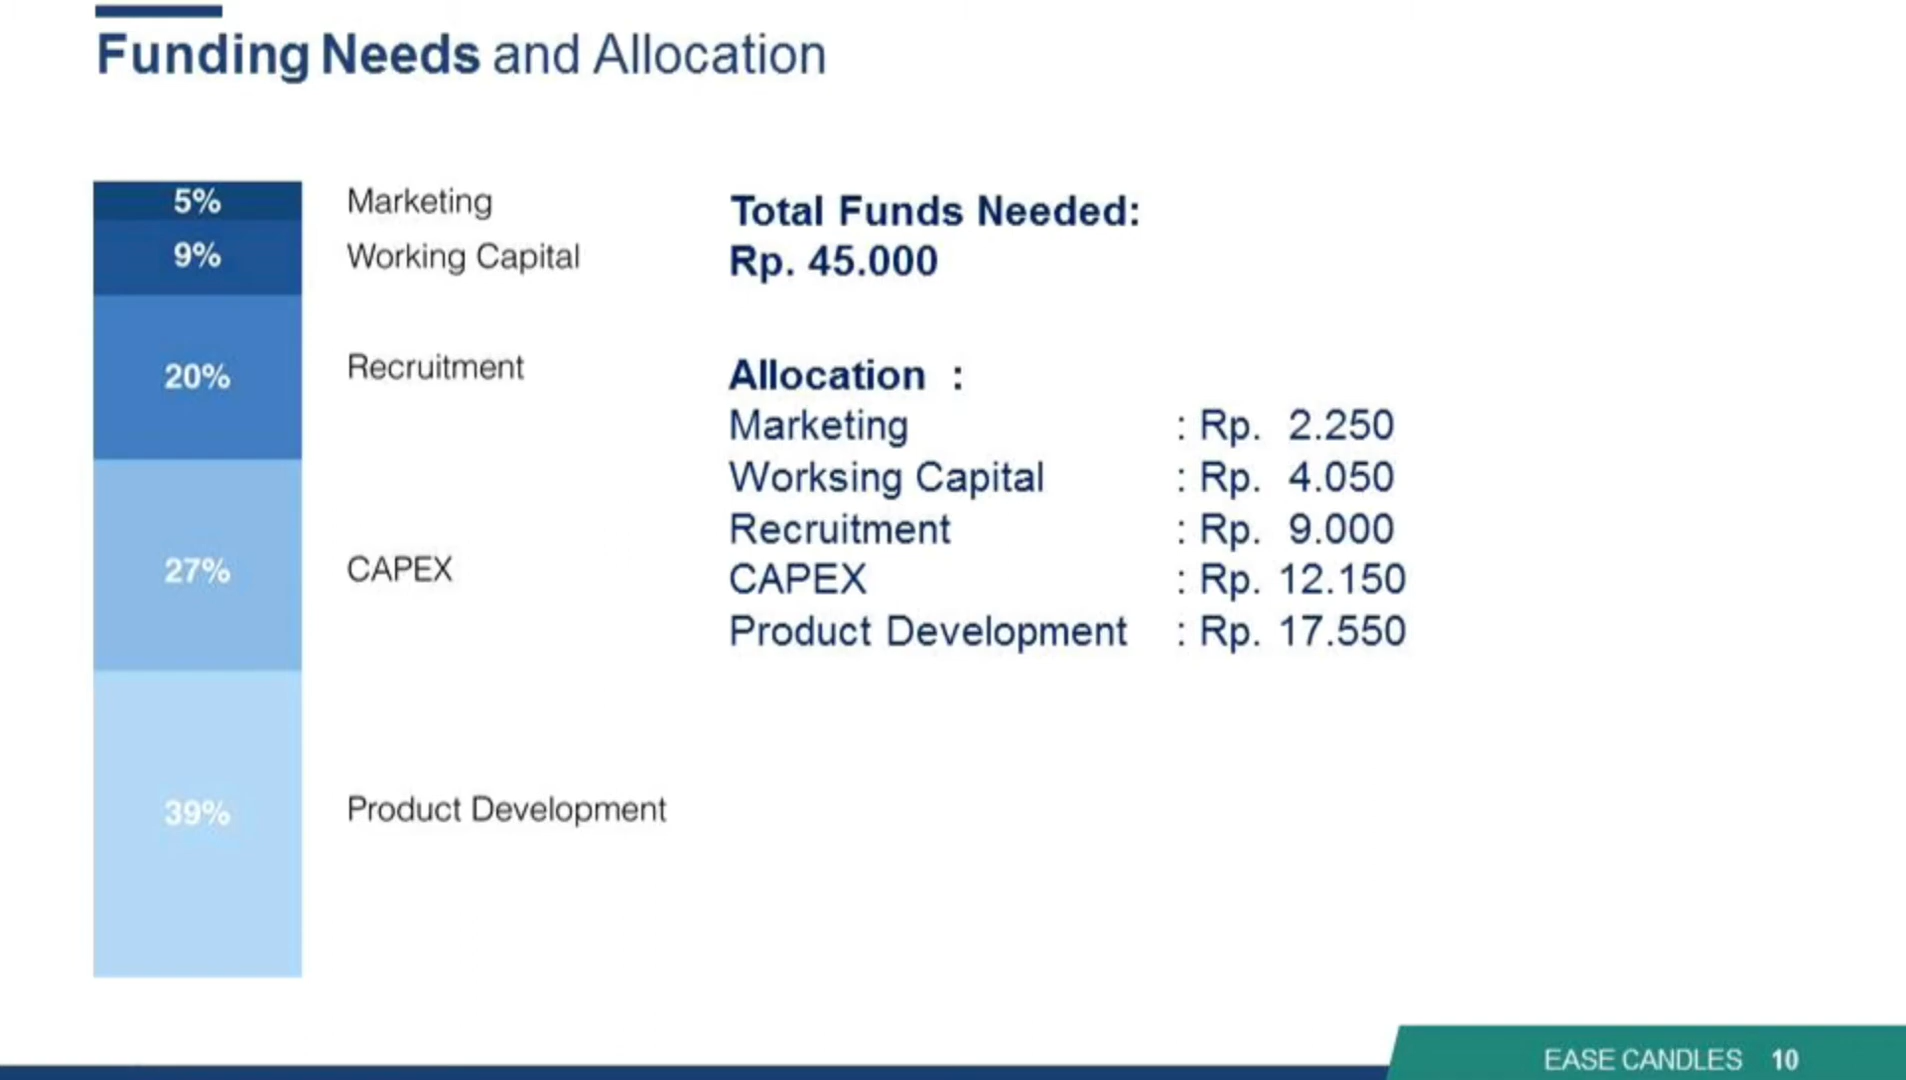 Funding Needs and Allocation
5% Marketing
9% Working Capital
20% Recruitment
27% CAPEX
39% Product Development
Total Funds Needed:
Rp. 45.000
Allocation :
Marketing : Rp. 2.250
Worksing Capital : Rp. 4.050
Recruitment : Rp. 9.000
CAPEX : Rp. 12.150
Product Development : Rp. 17.550
EASE CANDLES 10